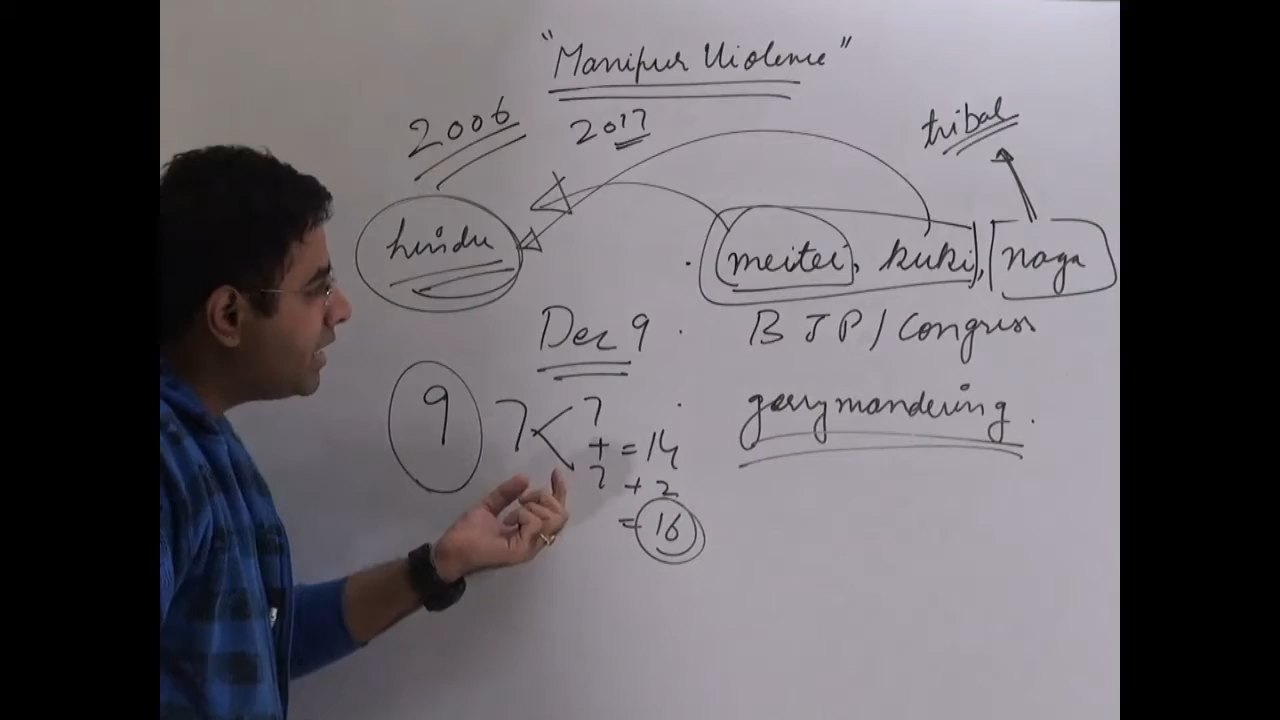 "Manipur Violence"
2006 2017 tribal
hindu meitei, kuki, naga
Dec 9. BJP/Congress
9 7 < 7 gerrymandering.
+ = 14
7 + 2
= 16